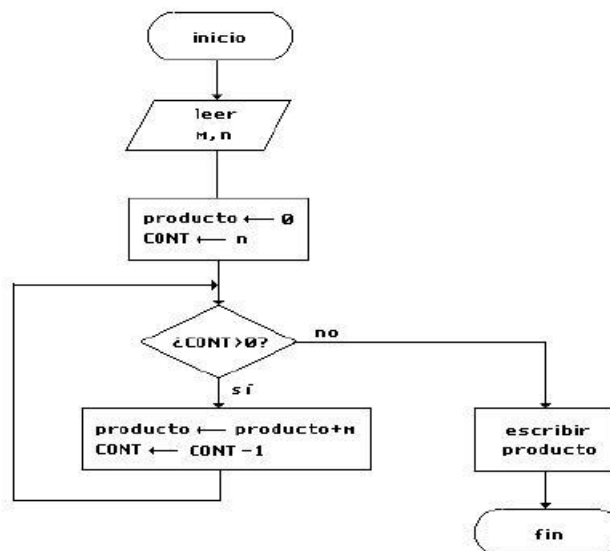 inicio
leer
M,n
producto ← 0
CONT ← n
¿CONT>0?
no
sí
producto ← producto+M
CONT ← CONT-1
escribir
producto
fin